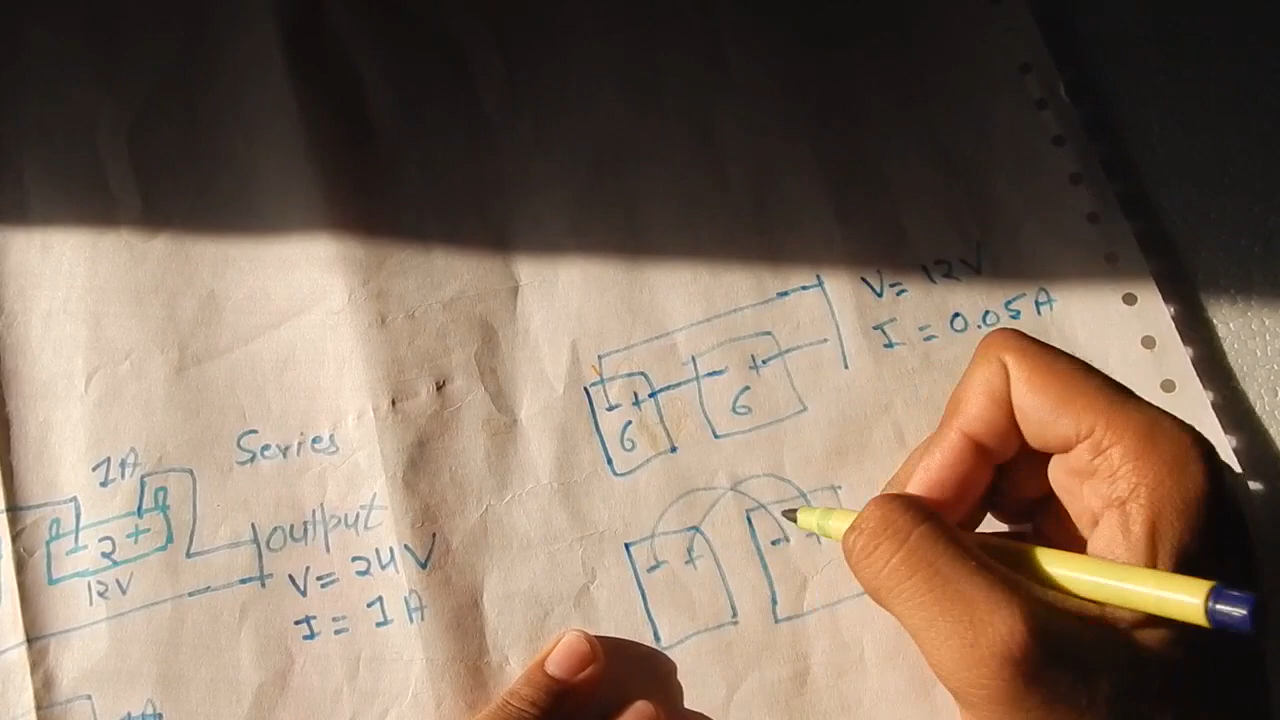 1A
- 2 +
12V
Series
output
V= 24V
I = 1A
V= 12V
I = 0.05A
- +
6
+
6
- +
- +